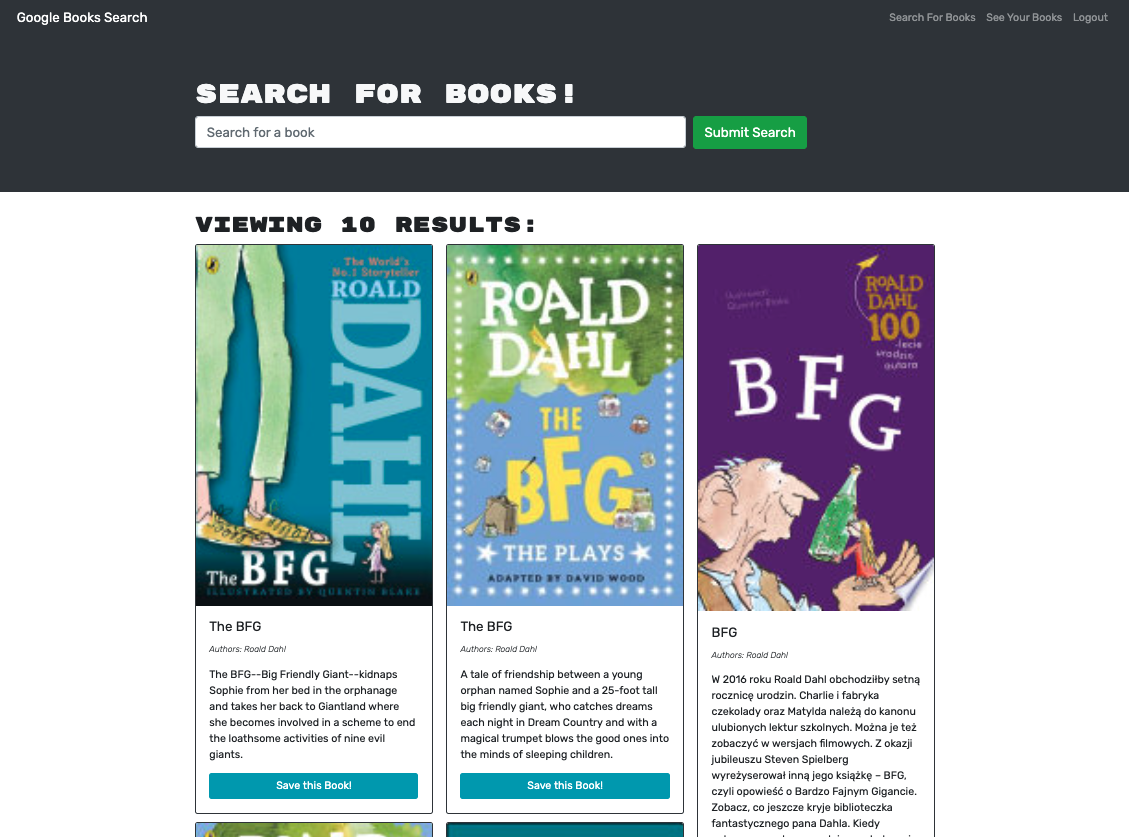 Google Books Search
Search For Books
See Your Books
Logout
SEARCH FOR BOOKS!
Search for a book
Submit Search
VIEWING 10 RESULTS:
The World's
No.1 Storyteller
ROALD
DAHL
The BFG
ILLUSTRATED BY QUENTIN BLAKE
The BFG
Authors: Roald Dahl
The BFG--Big Friendly Giant--kidnaps
Sophie from her bed in the orphanage
and takes her back to Giantland where
she becomes involved in a scheme to end
the loathsome activities of nine evil
giants.
Save this Book!
ROALD
DAHL
THE
BFG
THE PLAYS
ADAPTED BY DAVID WOOD
The BFG
Authors: Roald Dahl
A tale of friendship between a young
orphan named Sophie and a 25-foot tall
big friendly giant, who catches dreams
each night in Dream Country and with a
magical trumpet blows the good ones into
the minds of sleeping children.
Save this Book!
Quentin Blake
ROALD
DAHL
100
-lecie
urodzin
autora
BFG
BFG
Authors: Roald Dahl
W 2016 roku Roald Dahl obchodziłby setną
rocznicę urodzin. Charlie i fabryka
czekolady oraz Matylda należą do kanonu
ulubionych lektur szkolnych. Można je też
zobaczyć w wersjach filmowych. Z okazji
jubileuszu Steven Spielberg
wyreżyserował inną jego książkę – BFG,
czyli opowieść o Bardzo Fajnym Gigancie.
Zobacz, co jeszcze kryje biblioteczka
fantastycznego pana Dahla. Kiedy